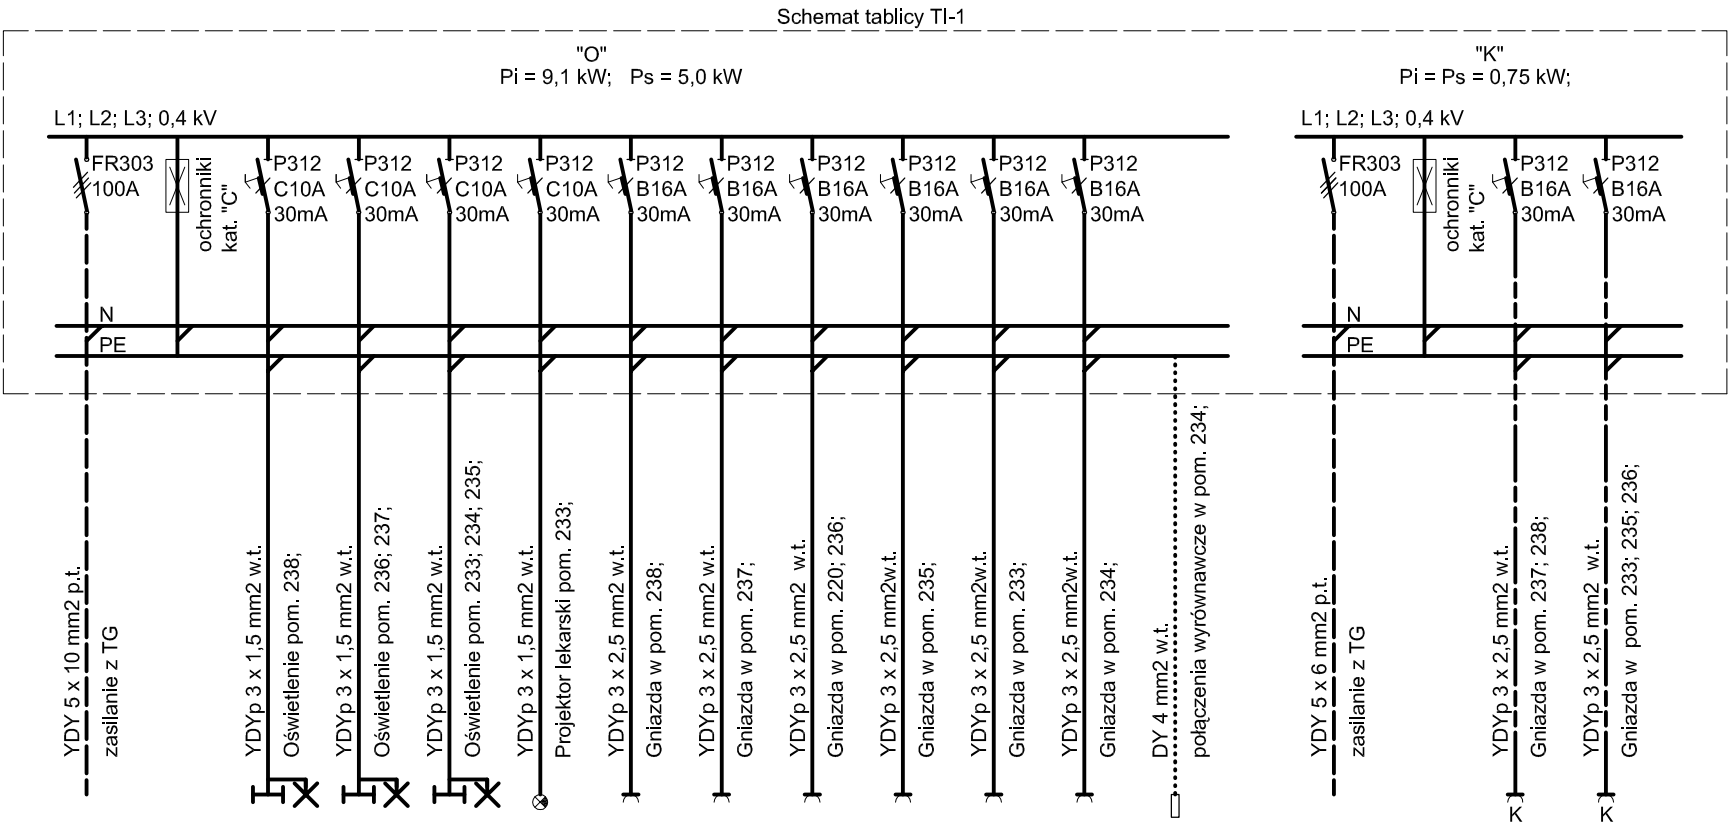 Schemat tablicy TI-1
"O"
Pi = 9,1 kW; Ps = 5,0 kW
L1; L2; L3; 0,4 kV
FR303
100A
ochronniki
kat. "C"
P312
C10A
30mA
P312
C10A
30mA
P312
C10A
30mA
P312
C10A
30mA
P312
B16A
30mA
P312
B16A
30mA
P312
B16A
30mA
P312
B16A
30mA
P312
B16A
30mA
P312
B16A
30mA
N
PE
YDY 5 x 10 mm2 p.t.
zasilanie z TG
YDYp 3 x 1,5 mm2 w.t.
Oświetlenie pom. 238;
YDYp 3 x 1,5 mm2 w.t.
Oświetlenie pom. 236; 237;
YDYp 3 x 1,5 mm2 w.t.
Oświetlenie pom. 233; 234; 235;
YDYp 3 x 1,5 mm2 w.t.
Projektor lekarski pom. 233;
YDYp 3 x 2,5 mm2 w.t.
Gniazda w pom. 238;
YDYp 3 x 2,5 mm2 w.t.
Gniazda w pom. 237;
YDYp 3 x 2,5 mm2 w.t.
Gniazda w pom. 220; 236;
YDYp 3 x 2,5 mm2w.t.
Gniazda w pom. 235;
YDYp 3 x 2,5 mm2w.t.
Gniazda w pom. 233;
YDYp 3 x 2,5 mm2w.t.
Gniazda w pom. 234;
DY 4 mm2 w.t.
połączenia wyrównawcze w pom. 234;
"K"
Pi = Ps = 0,75 kW;
L1; L2; L3; 0,4 kV
FR303
100A
ochronniki
kat. "C"
P312
B16A
30mA
P312
B16A
30mA
N
PE
YDY 5 x 6 mm2 p.t.
zasilanie z TG
YDYp 3 x 2,5 mm2 w.t.
Gniazda w pom. 237; 238;
YDYp 3 x 2,5 mm2 w.t.
Gniazda w pom. 233; 235; 236;
K
K